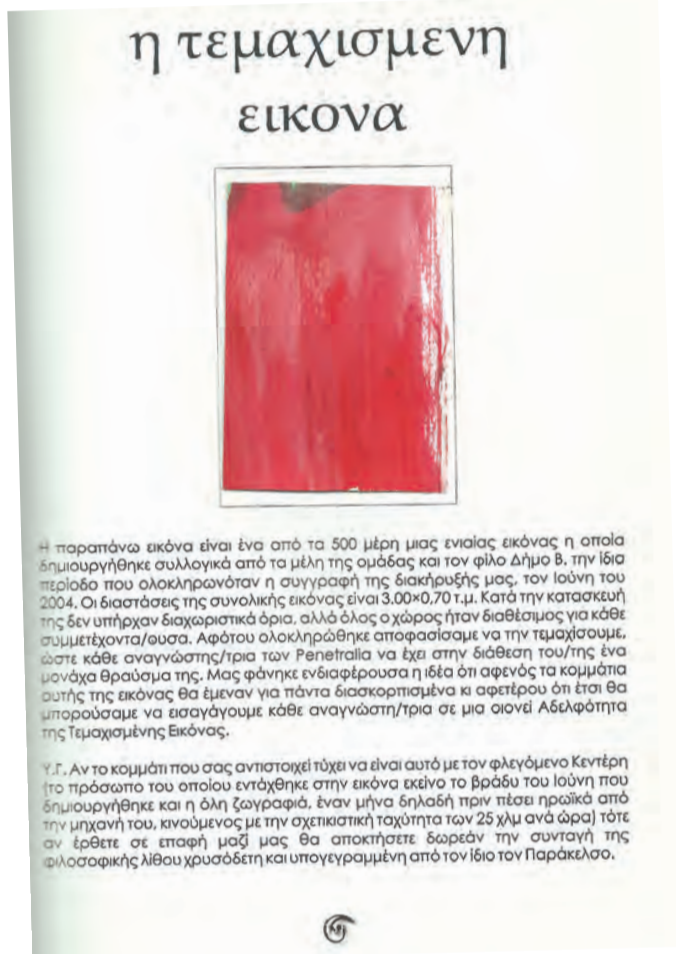 η τεμαχισμενη
εικονα
Η παραπάνω εικόνα είναι ένα από τα 500 μέρη μιας ενιαίας εικόνας η οποία
δημιουργήθηκε συλλογικά από τα μέλη της ομάδας και τον φίλο Δήμο Β. την ίδια
περίοδο που ολοκληρωνόταν η συγγραφή της διακήρυξής μας, τον Ιούνη του
2004. Οι διαστάσεις της συνολικής εικόνας είναι 3.00×0,70 τ.μ. Κατά την κατασκευή
της δεν υπήρχαν διαχωριστικά όρια, αλλά όλος ο χώρος ήταν διαθέσιμος για κάθε
συμμετέχοντα/ουσα. Αφότου ολοκληρώθηκε αποφασίσαμε να την τεμαχίσουμε,
ώστε κάθε αναγνώστης/τρια των Penetralia να έχει στην διάθεση του/της ένα
μονάχα θραύσμα της. Μας φάνηκε ενδιαφέρουσα η ιδέα ότι αφενός τα κομμάτια
αυτής της εικόνας θα έμεναν για πάντα διασκορπισμένα κι αφετέρου ότι έτσι θα
μπορούσαμε να εισαγάγουμε κάθε αναγνώστη/τρια σε μια οιονεί Αδελφότητα
της Τεμαχισμένης Εικόνας.
Υ.Γ. Αν το κομμάτι που σας αντιστοιχεί τύχει να είναι αυτό με τον φλεγόμενο Κεντέρη
(το πρόσωπο του οποίου εντάχθηκε στην εικόνα εκείνο το βράδυ του Ιούνη που
δημιουργήθηκε και η όλη ζωγραφιά, έναν μήνα δηλαδή πριν πέσει ηρωϊκά από
την μηχανή του, κινούμενος με την σχετικιστική ταχύτητα των 25 χλμ ανά ώρα) τότε
αν έρθετε σε επαφή μαζί μας θα αποκτήσετε δωρεάν την συνταγή της
φιλοσοφικής λίθου χρυσόδετη και υπογεγραμμένη από τον ίδιο τον Παράκελσο.